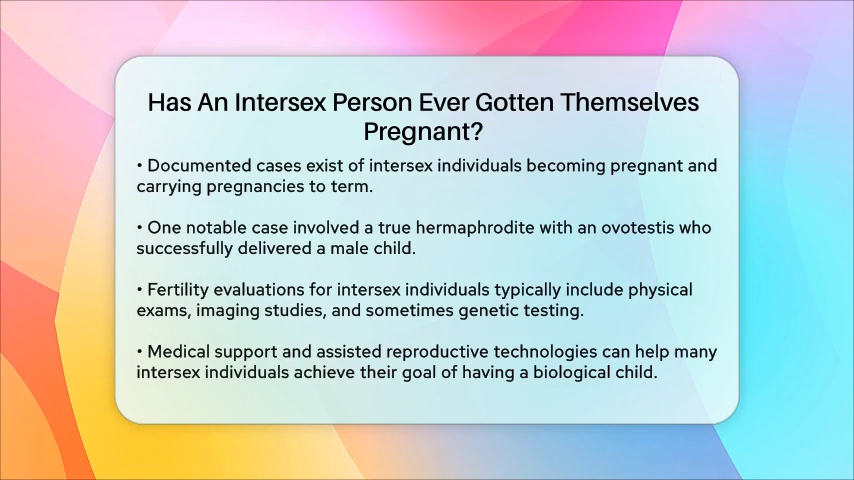 Has An Intersex Person Ever Gotten Themselves
Pregnant?
• Documented cases exist of intersex individuals becoming pregnant and
carrying pregnancies to term.
• One notable case involved a true hermaphrodite with an ovotestis who
successfully delivered a male child.
• Fertility evaluations for intersex individuals typically include physical
exams, imaging studies, and sometimes genetic testing.
• Medical support and assisted reproductive technologies can help many
intersex individuals achieve their goal of having a biological child.